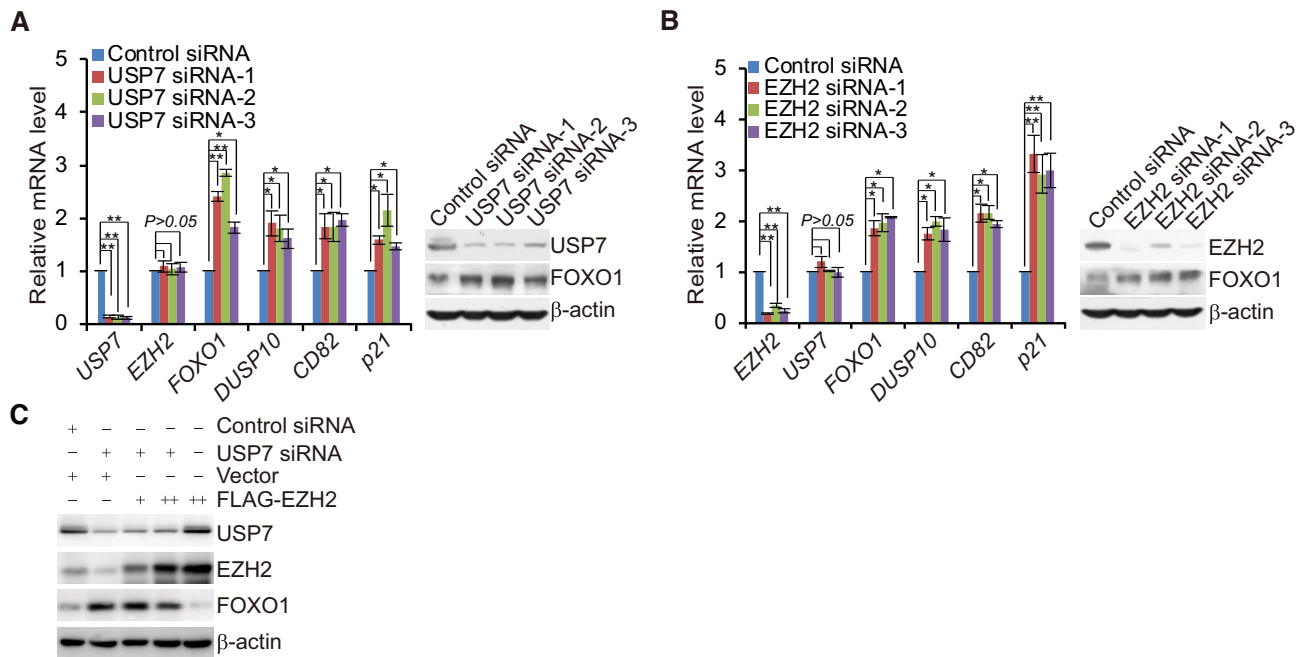 A
Relative mRNA level
5
4
3
2
1
0
Control siRNA
USP7 siRNA-1
USP7 siRNA-2
USP7 siRNA-3
**
**
**
P>0.05
*
**
**
*
*
*
*
*
*
*
*
*
USP7
EZH2
FOXO1
DUSP10
CD82
p21
Control siRNA
USP7 siRNA-1
USP7 siRNA-2
USP7 siRNA-3
USP7
FOXO1
β-actin
B
Relative mRNA level
5
4
3
2
1
0
Control siRNA
EZH2 siRNA-1
EZH2 siRNA-2
EZH2 siRNA-3
**
**
**
P>0.05
*
*
*
*
*
*
*
*
*
**
**
**
EZH2
USP7
FOXO1
DUSP10
CD82
p21
Control siRNA
EZH2 siRNA-1
EZH2 siRNA-2
EZH2 siRNA-3
EZH2
FOXO1
β-actin
C
+ – – – – Control siRNA
– + + + – USP7 siRNA
+ + – – – Vector
– – + ++ ++ FLAG-EZH2
USP7
EZH2
FOXO1
β-actin